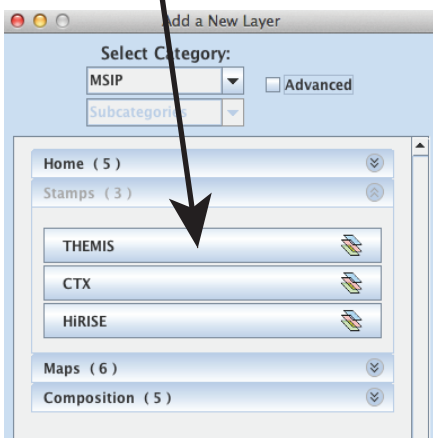 Add a New Layer
Select Category:
MSIP
Advanced
Subcategories
Home (5)
Stamps (3)
THEMIS
CTX
HiRISE
Maps (6)
Composition (5)